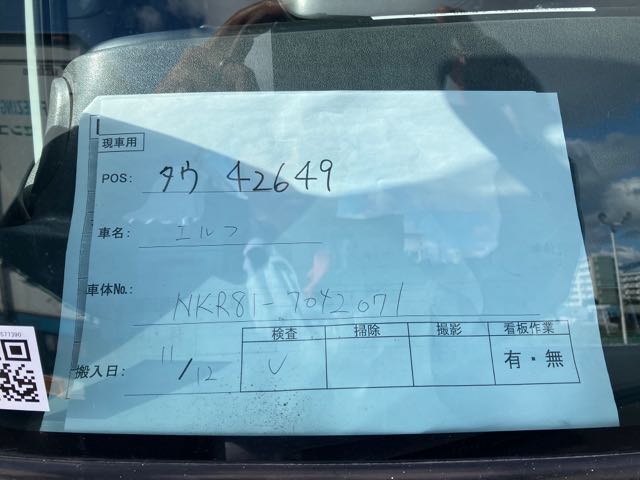 現車用
POS: タウ 42649
車名: エルフ
車体No. NKR81-7042071
検査 掃除 撮影 看板作業
搬入日: 11/12 ∨ 有・無